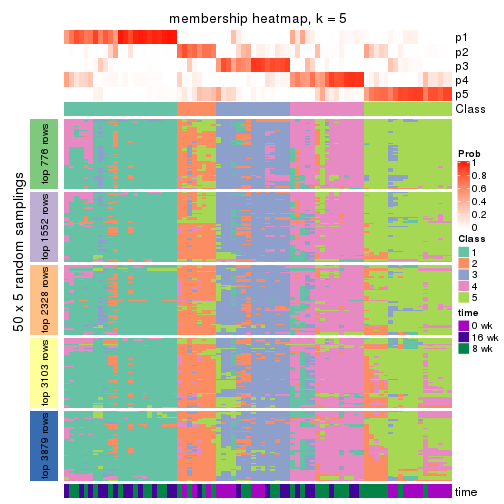 membership heatmap, k = 5
p1
p2
p3
p4
p5
Class
50 x 5 random samplings
top 776 rows
top 1552 rows
top 2328 rows
top 3103 rows
top 3879 rows
time
Prob
1
0.8
0.6
0.4
0.2
0
Class
1
2
3
4
5
time
0 wk
16 wk
8 wk